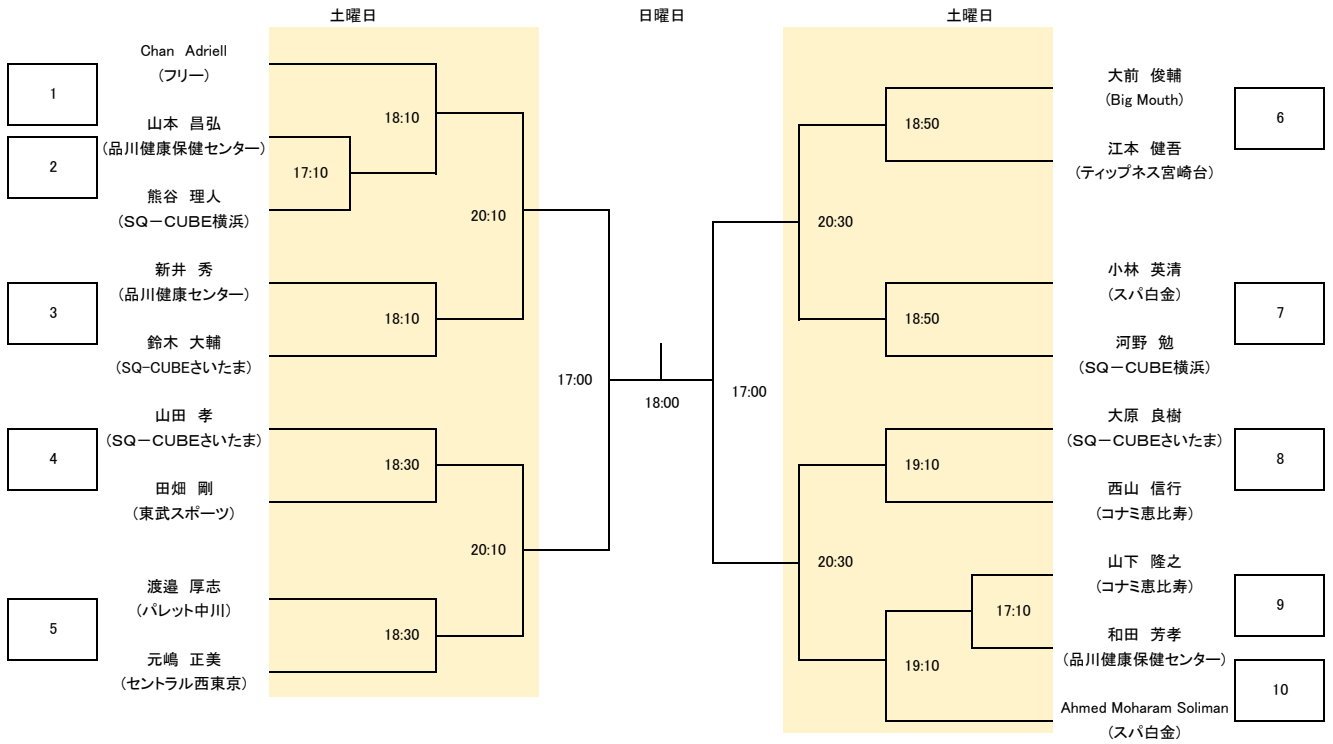 土曜日
日曜日
土曜日
Chan Adriell
(フリー)
1
山本 昌弘
(品川健康保健センター)
2
熊谷 理人
(SQ－CUBE横浜)
新井 秀
(品川健康センター)
3
鈴木 大輔
(SQ-CUBEさいたま)
山田 孝
(SQ－CUBEさいたま)
4
田畑 剛
(東武スポーツ)
渡邉 厚志
(パレット中川)
5
元嶋 正美
(セントラル西東京)
18:10
17:10
20:10
18:10
18:30
20:10
18:30
17:00
18:00
17:00
18:50
20:30
18:50
19:10
20:30
17:10
19:10
大前 俊輔
(Big Mouth)
6
江本 健吾
(ティップネス宮崎台)
小林 英清
(スパ白金)
7
河野 勉
(SQ－CUBE横浜)
大原 良樹
(SQ－CUBEさいたま)
8
西山 信行
(コナミ恵比寿)
山下 隆之
(コナミ恵比寿)
9
和田 芳孝
(品川健康保健センター)
10
Ahmed Moharam Soliman
(スパ白金)